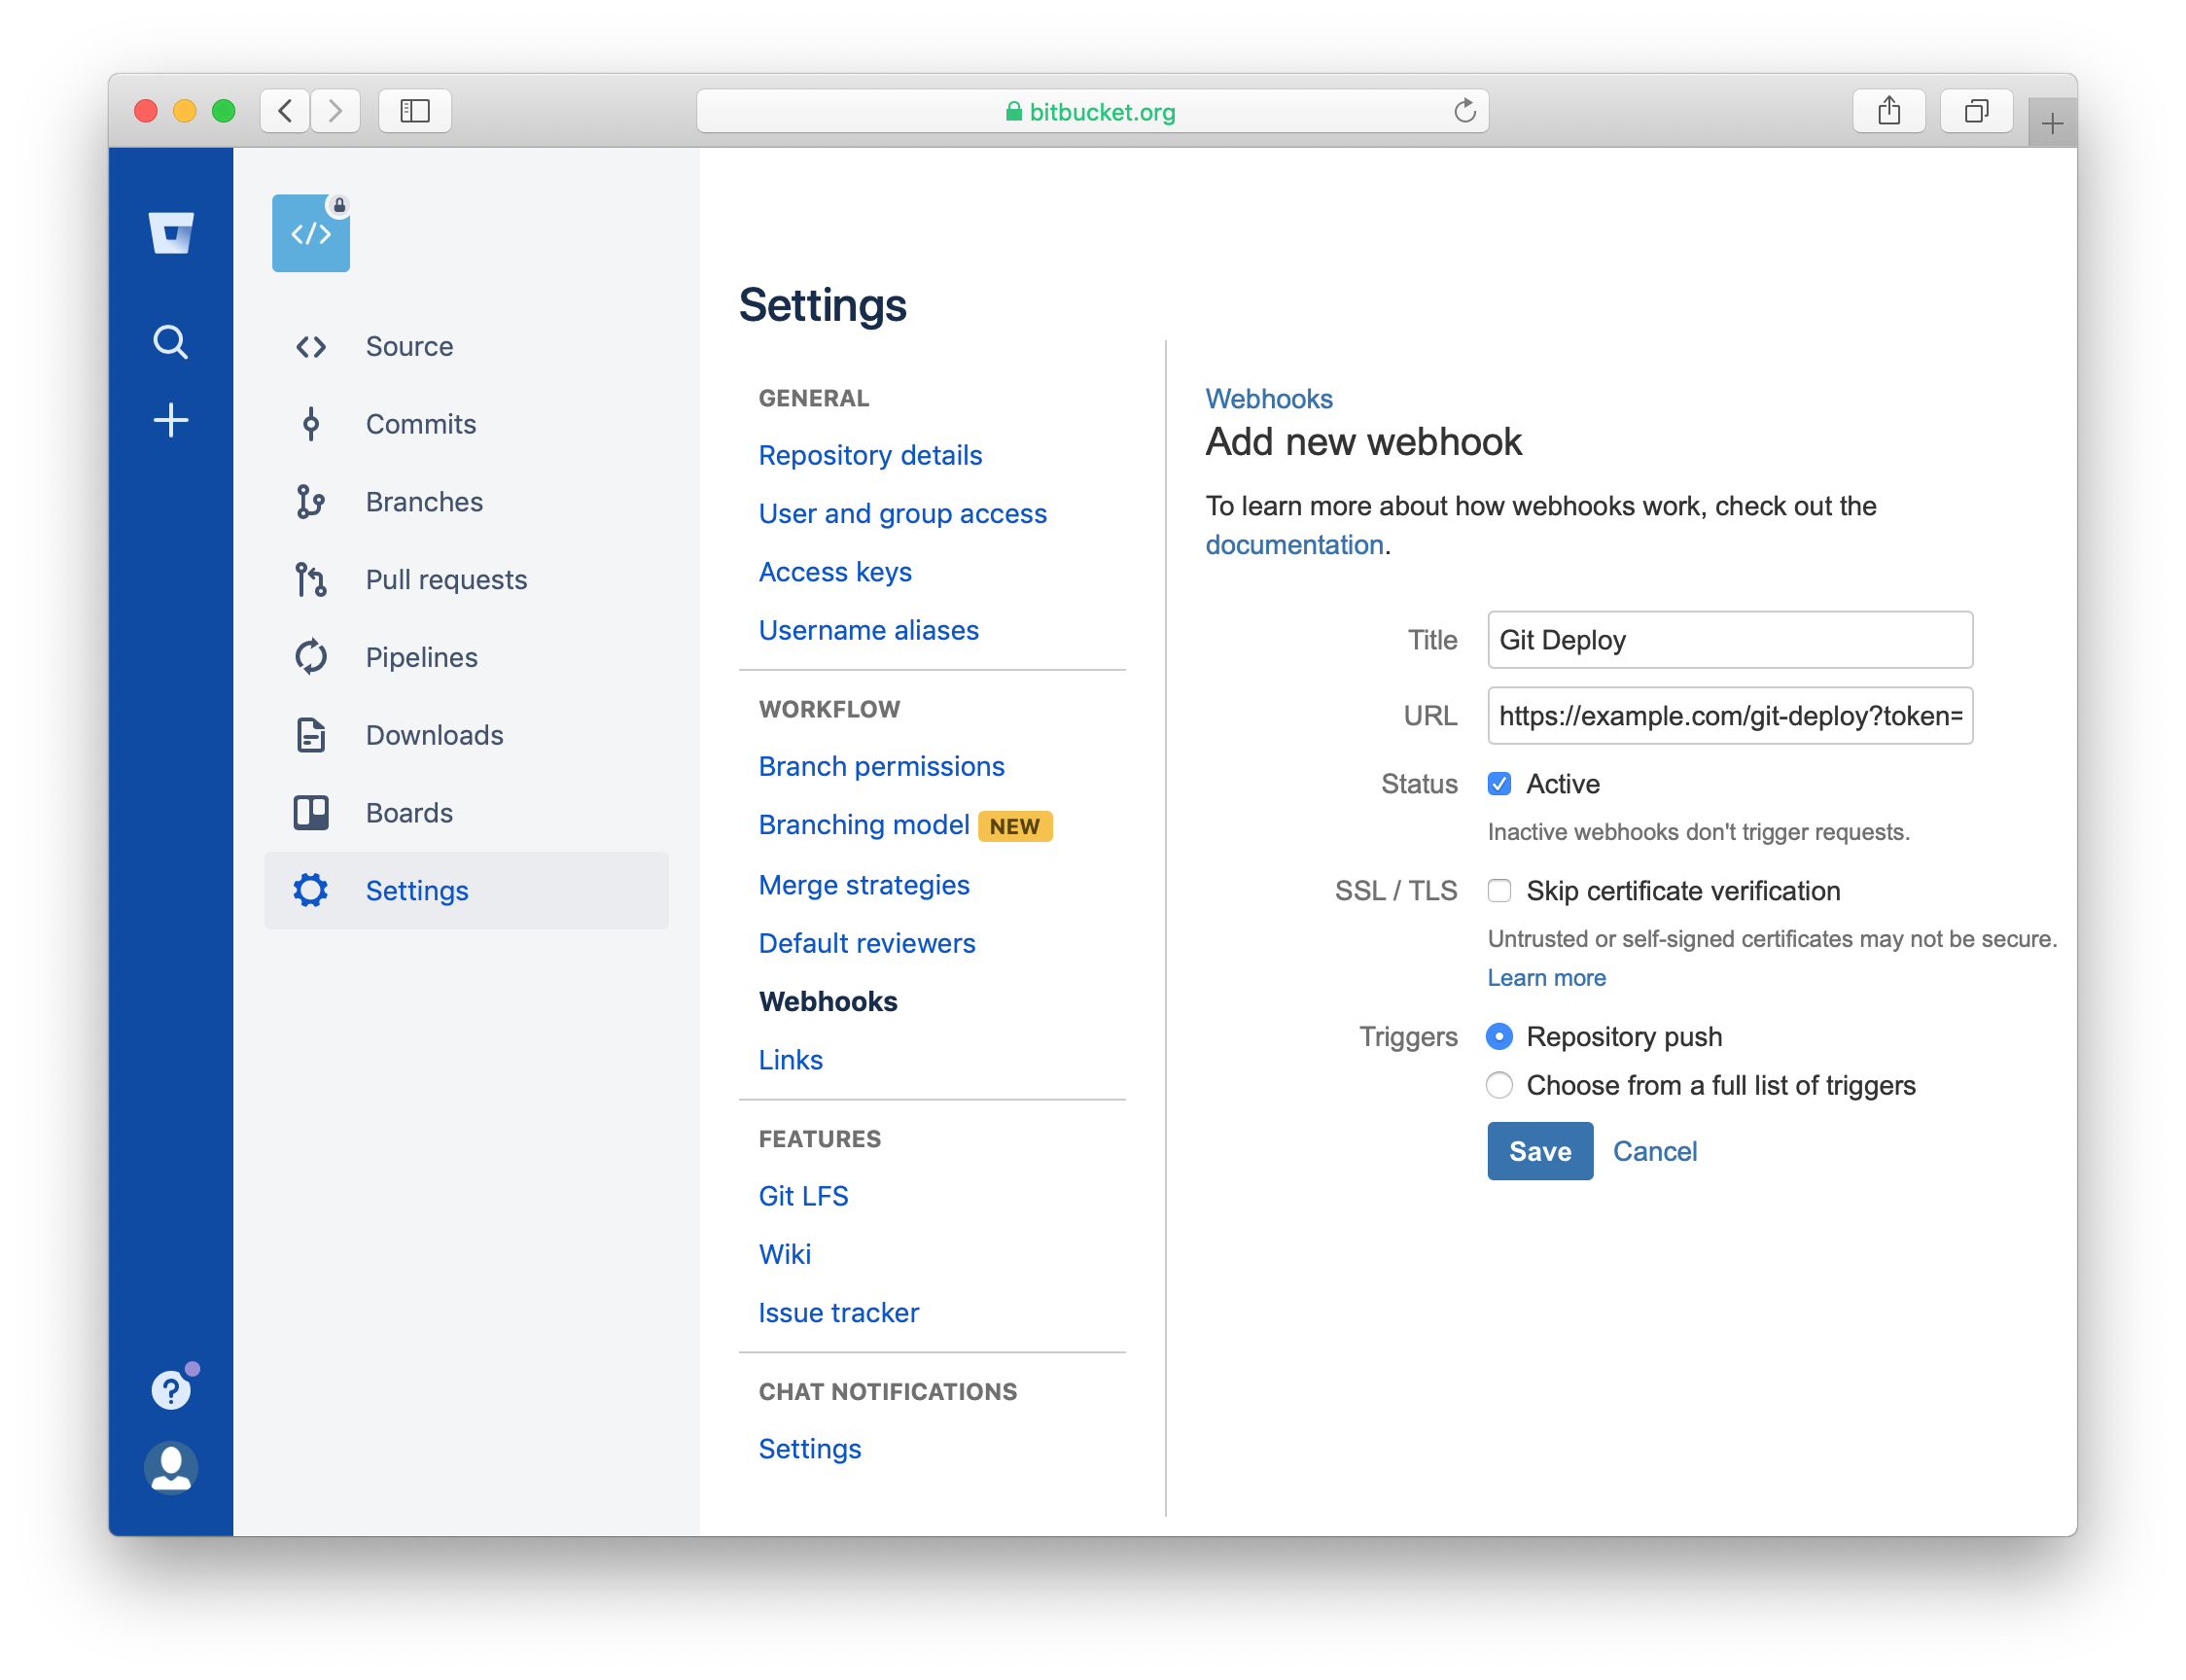 bitbucket.org
Source
Commits
Branches
Pull requests
Pipelines
Downloads
Boards
Settings
Settings
GENERAL
Repository details
User and group access
Access keys
Username aliases
WORKFLOW
Branch permissions
Branching model NEW
Merge strategies
Default reviewers
Webhooks
Links
FEATURES
Git LFS
Wiki
Issue tracker
CHAT NOTIFICATIONS
Settings
Webhooks
Add new webhook
To learn more about how webhooks work, check out the
documentation.
Title Git Deploy
URL https://example.com/git-deploy?token=
Status Active
Inactive webhooks don't trigger requests.
SSL / TLS Skip certificate verification
Untrusted or self-signed certificates may not be secure.
Learn more
Triggers Repository push
Choose from a full list of triggers
Save Cancel